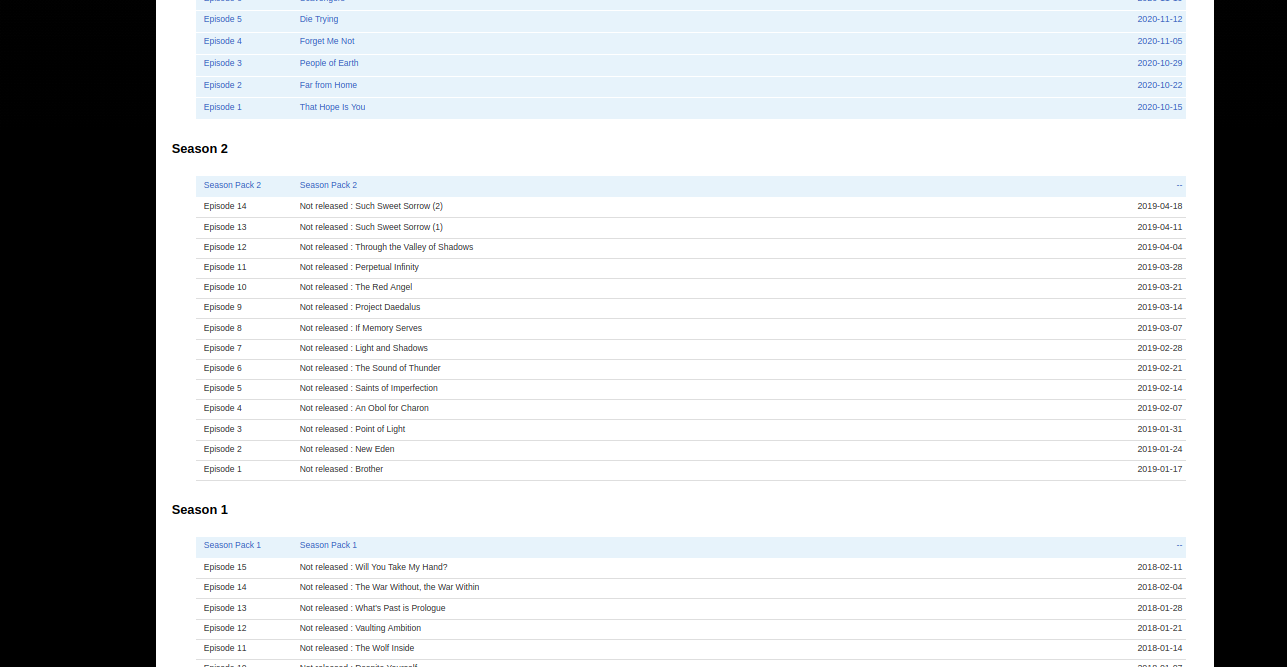 Episode 5 Die Trying 2020-11-12
Episode 4 Forget Me Not 2020-11-05
Episode 3 People of Earth 2020-10-29
Episode 2 Far from Home 2020-10-22
Episode 1 That Hope Is You 2020-10-15
Season 2
Season Pack 2 Season Pack 2 --
Episode 14 Not released : Such Sweet Sorrow (2) 2019-04-18
Episode 13 Not released : Such Sweet Sorrow (1) 2019-04-11
Episode 12 Not released : Through the Valley of Shadows 2019-04-04
Episode 11 Not released : Perpetual Infinity 2019-03-28
Episode 10 Not released : The Red Angel 2019-03-21
Episode 9 Not released : Project Daedalus 2019-03-14
Episode 8 Not released : If Memory Serves 2019-03-07
Episode 7 Not released : Light and Shadows 2019-02-28
Episode 6 Not released : The Sound of Thunder 2019-02-21
Episode 5 Not released : Saints of Imperfection 2019-02-14
Episode 4 Not released : An Obol for Charon 2019-02-07
Episode 3 Not released : Point of Light 2019-01-31
Episode 2 Not released : New Eden 2019-01-24
Episode 1 Not released : Brother 2019-01-17
Season 1
Season Pack 1 Season Pack 1 --
Episode 15 Not released : Will You Take My Hand? 2018-02-11
Episode 14 Not released : The War Without, the War Within 2018-02-04
Episode 13 Not released : What's Past is Prologue 2018-01-28
Episode 12 Not released : Vaulting Ambition 2018-01-21
Episode 11 Not released : The Wolf Inside 2018-01-14